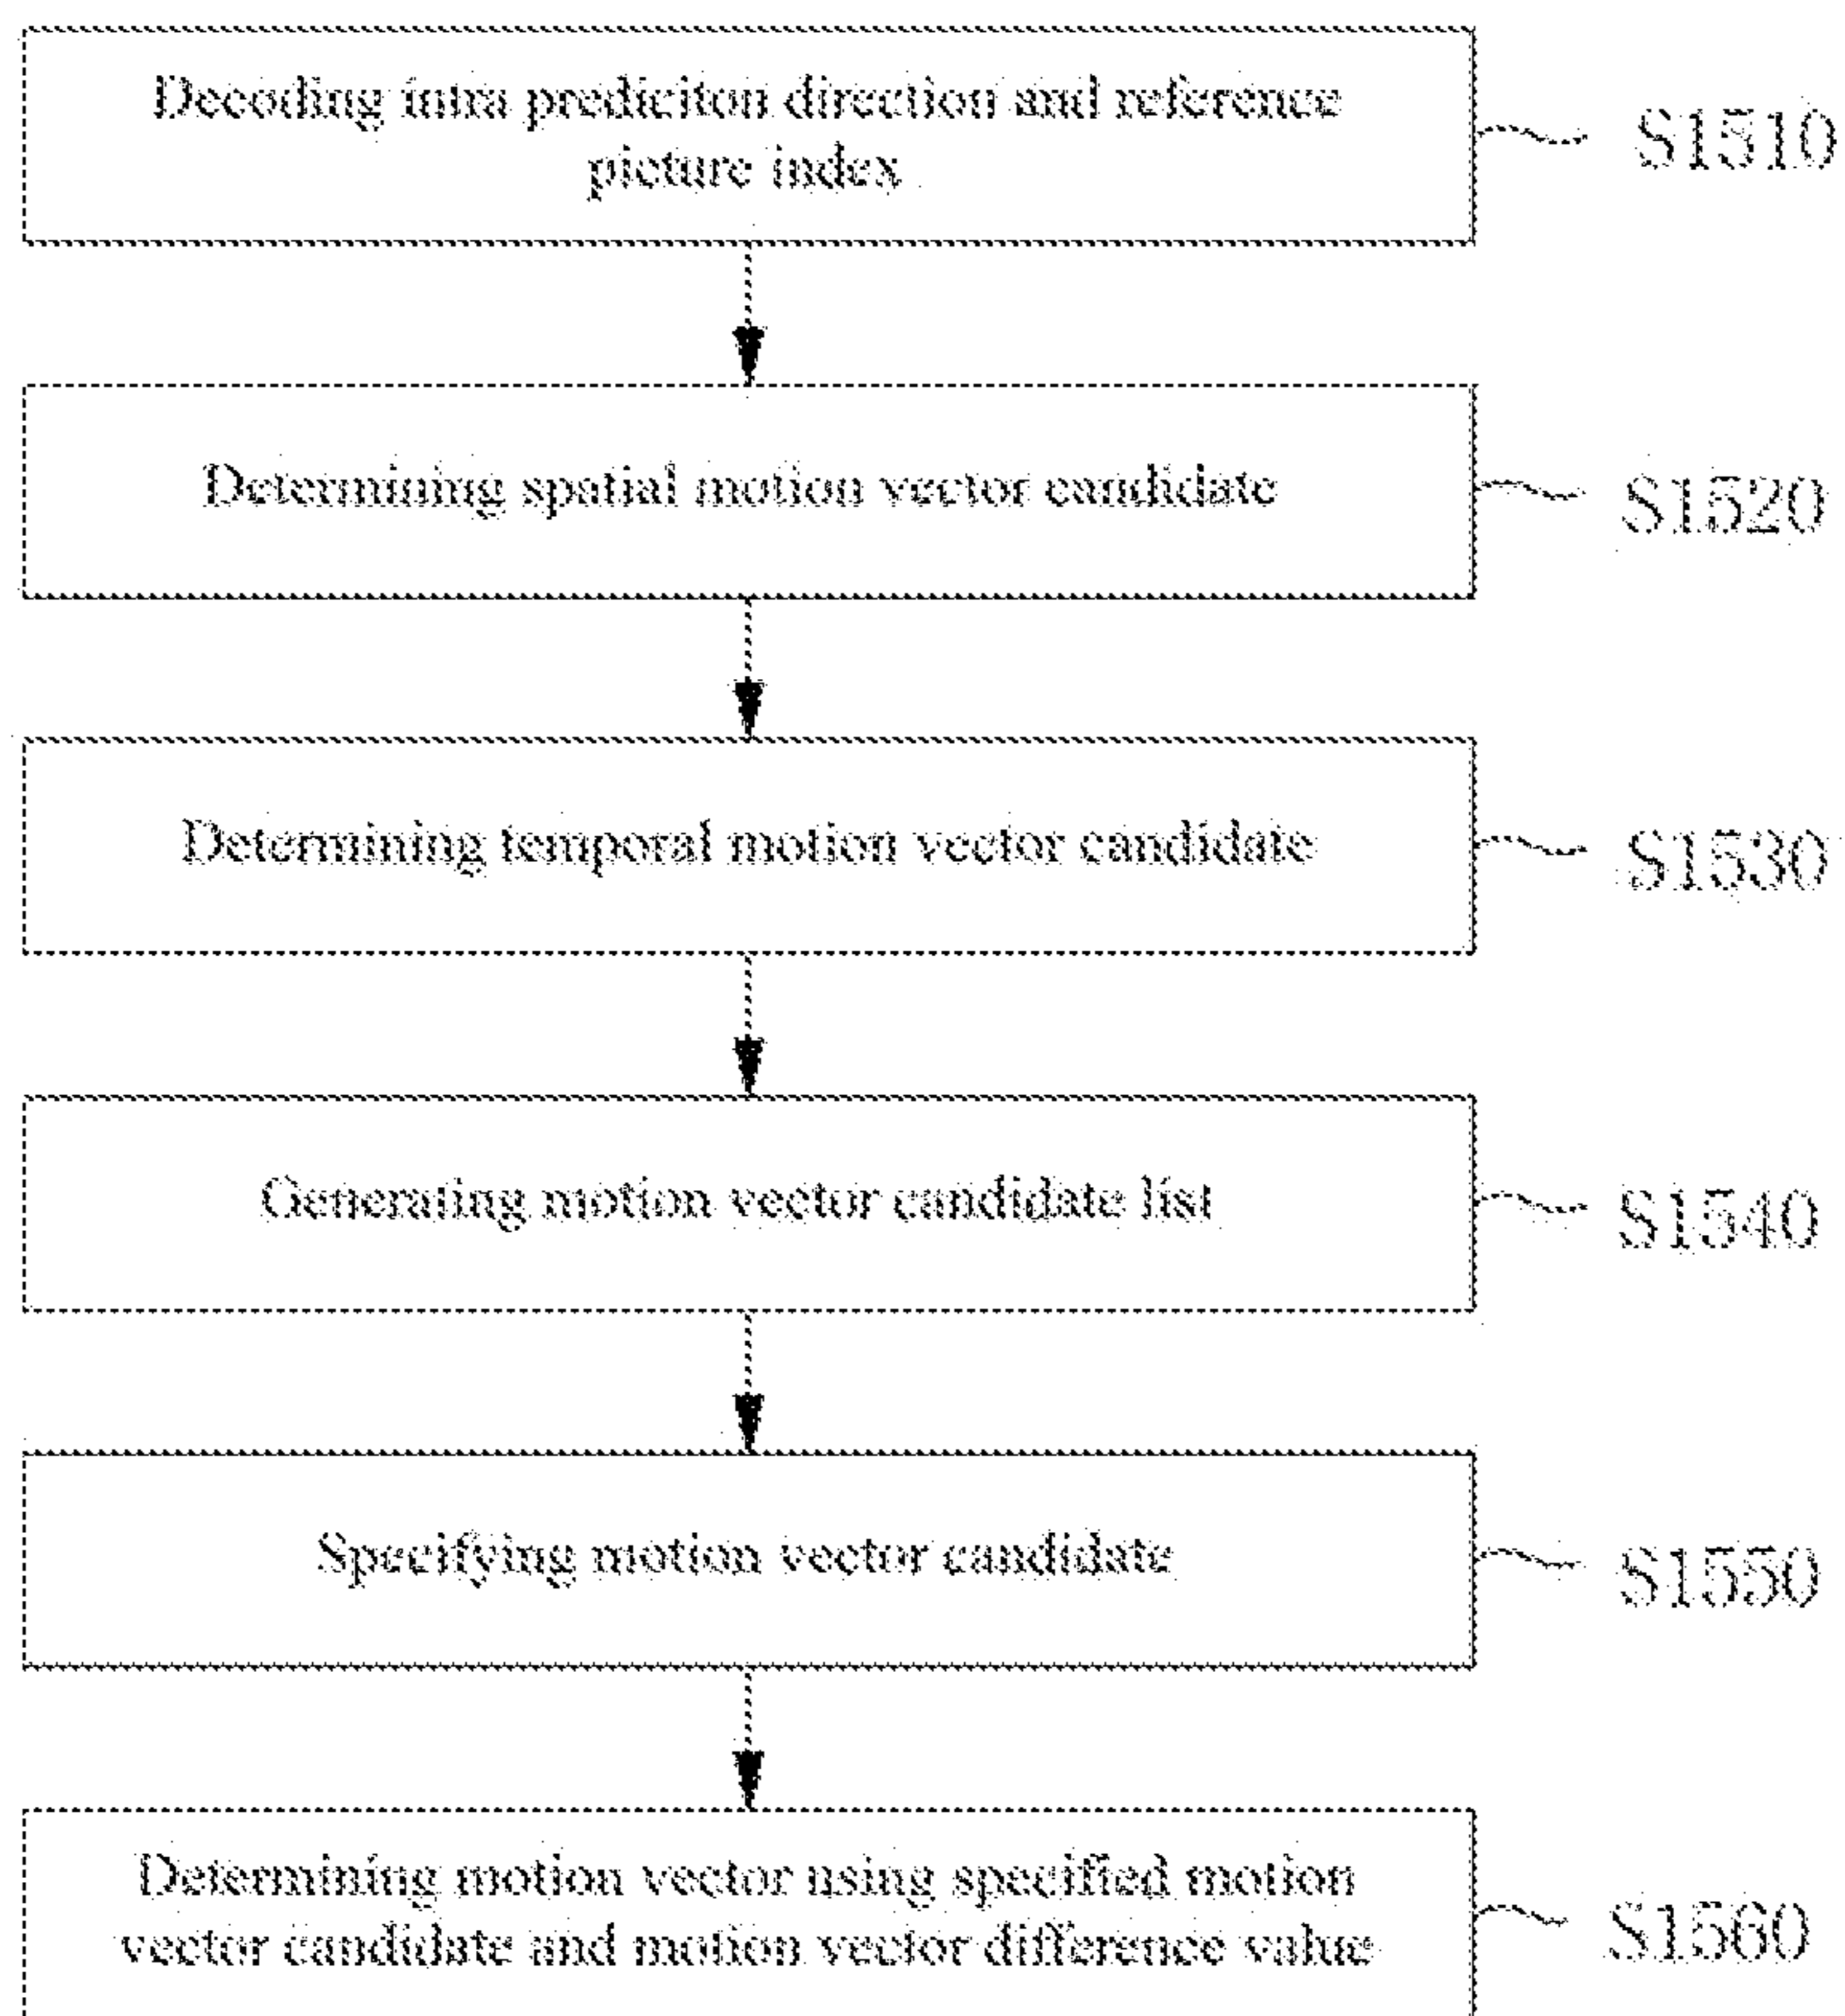 Decoding intra prediciton direction and reference
picture index
S1510
Determining spatial motion vector candidate
S1520
Determining temporal motion vector candidate
S1530
Generating motion vector candidate list
S1540
Specifying motion vector candidate
S1550
Determining motion vector using specified motion
vector candidate and motion vector difference value
S1560